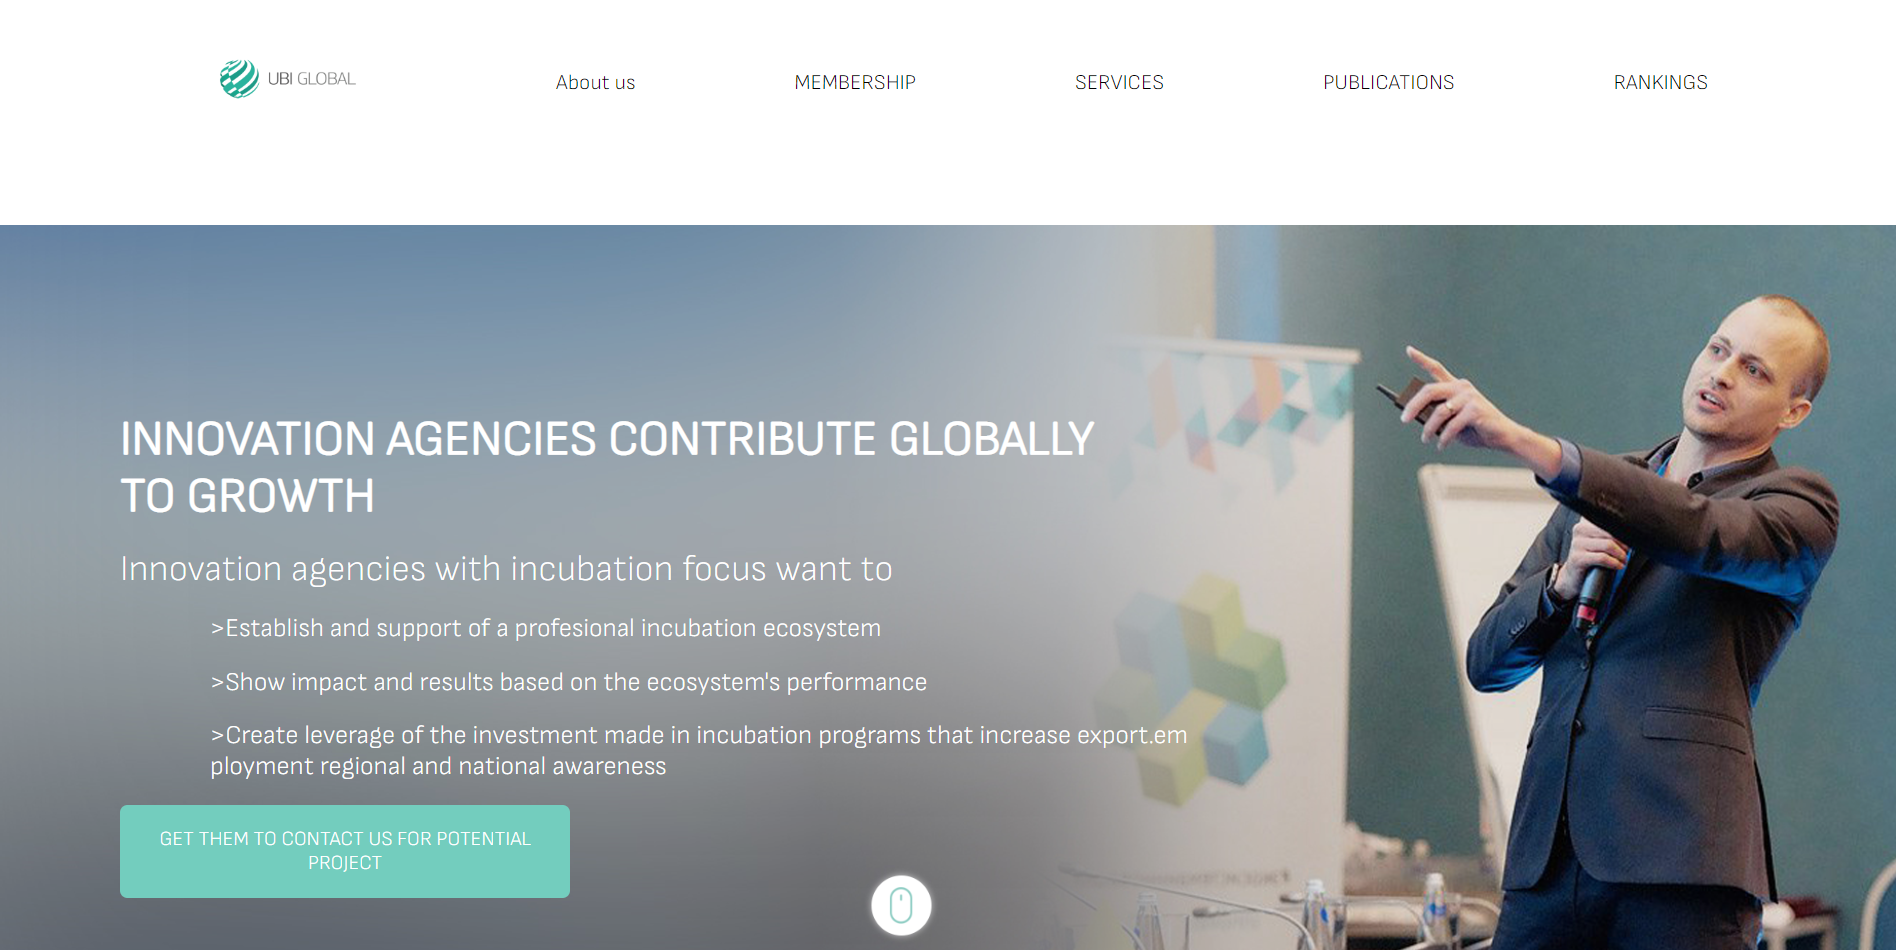 UBI GLOBAL
About us
MEMBERSHIP
SERVICES
PUBLICATIONS
RANKINGS
INNOVATION AGENCIES CONTRIBUTE GLOBALLY
TO GROWTH
Innovation agencies with incubation focus want to
>Establish and support of a profesional incubation ecosystem
>Show impact and results based on the ecosystem's performance
>Create leverage of the investment made in incubation programs that increase export.em
ployment regional and national awareness
GET THEM TO CONTACT US FOR POTENTIAL
PROJECT